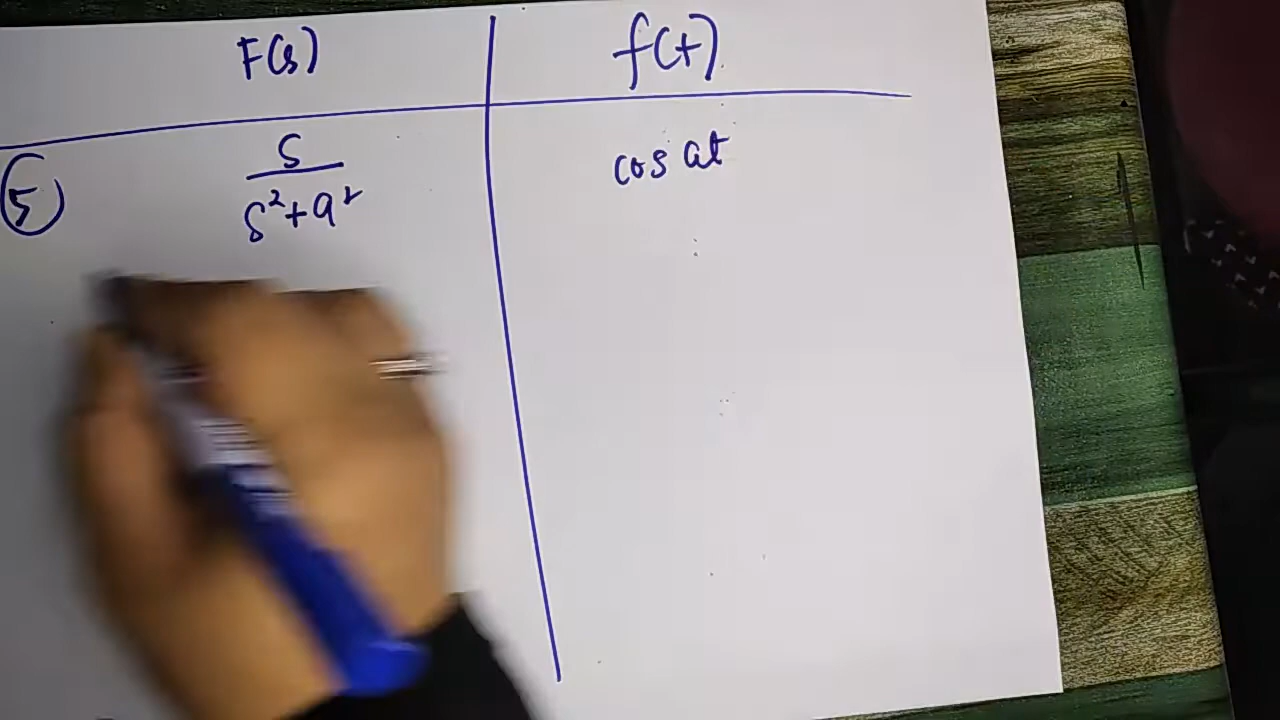 F(s) f(t)
⑤ s/(s²+a²) cos at